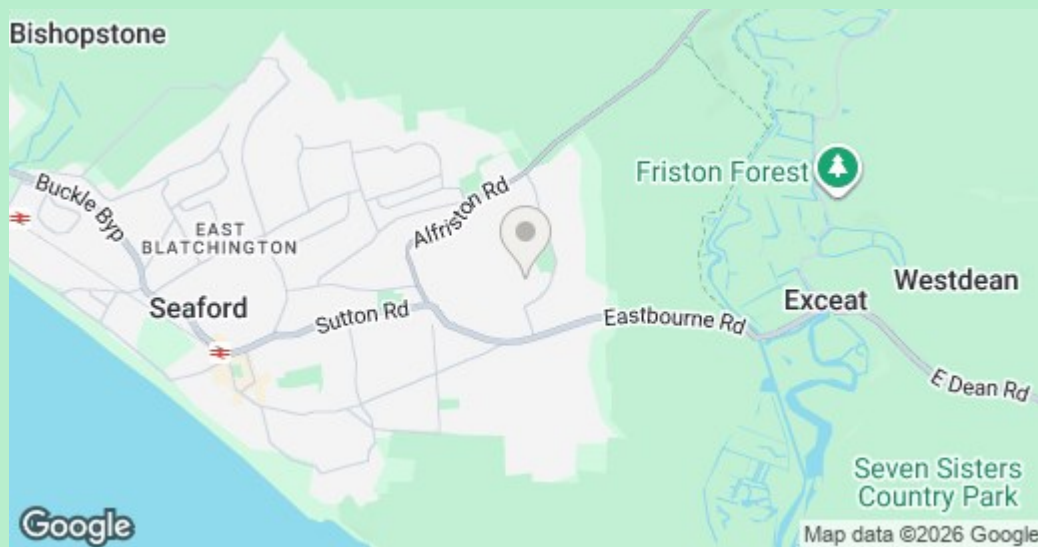 Bishopstone
Friston Forest
Buckle Byp
Alfriston Rd
EAST
BLATCHINGTON
Westdean
Exceat
Seaford
Sutton Rd
Eastbourne Rd
E Dean Rd
Seven Sisters
Country Park
Google
Map data ©2026 Google